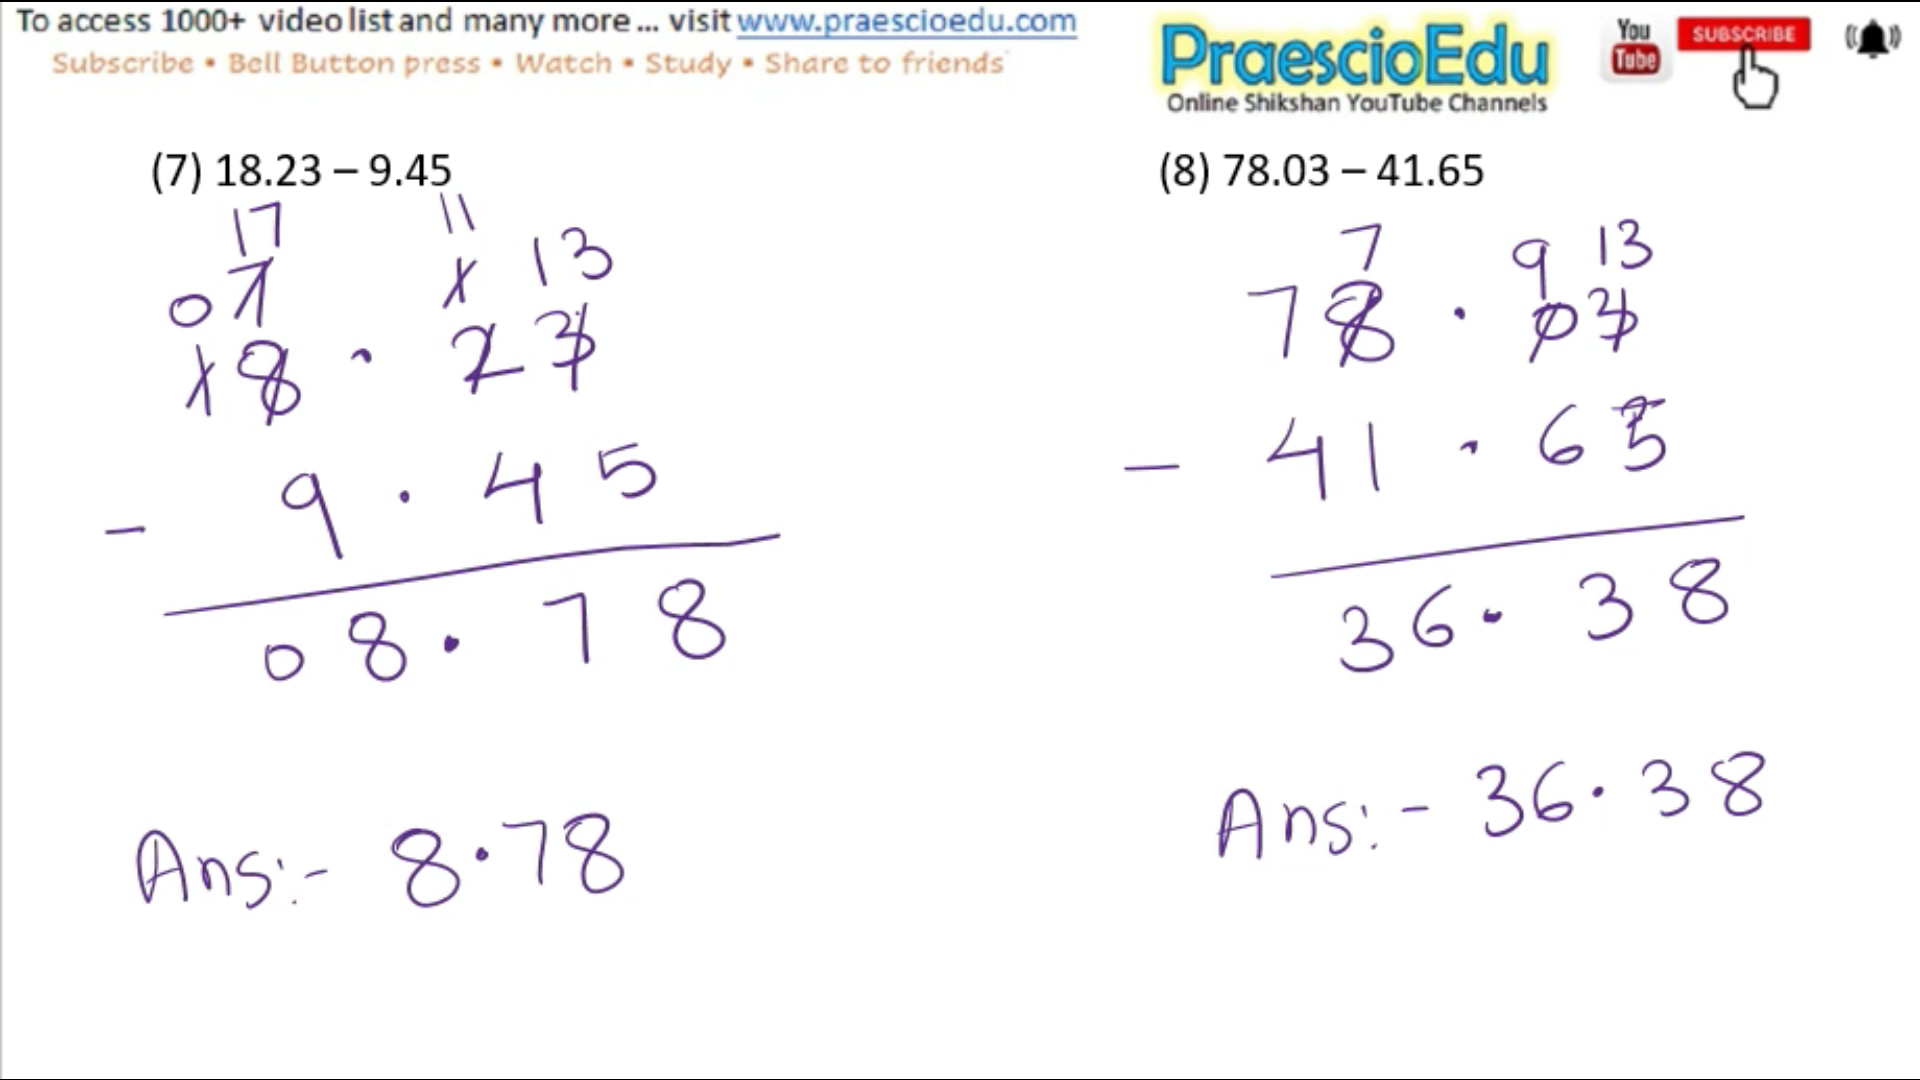 To access 1000+ video list and many more ... visit www.praescioedu.com
Subscribe • Bell Button press • Watch • Study • Share to friends
PraescioEdu
Online Shikshan YouTube Channels
You
Tube
SUBSCRIBE
(7) 18.23 – 9.45
17 11
0 7 1 13
18 . 23
- 9 . 45
08 . 78
Ans:- 8.78
(8) 78.03 – 41.65
7 9 13
78 . 03
- 41 . 65
36 . 38
Ans:- 36.38